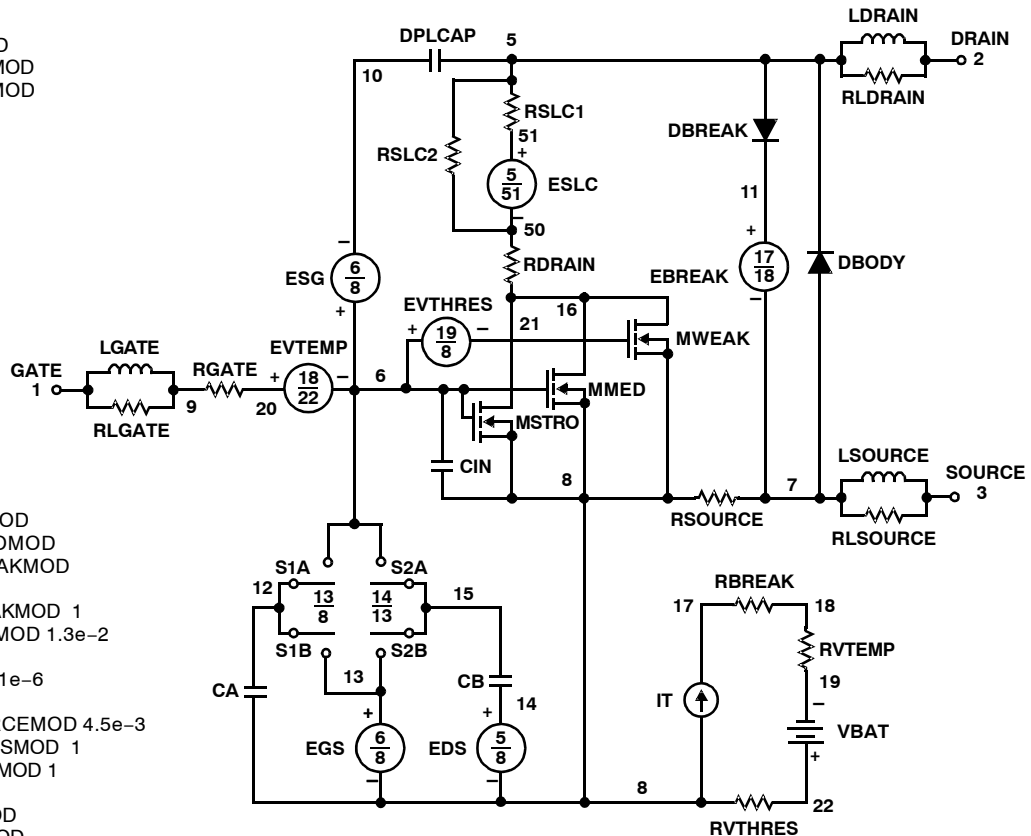 D
MOD
MOD
LDRAIN
DPLCAP
5
DRAIN
2
10
RLDRAIN
RSLC1
DBREAK
51
+
RSLC2
5
51
ESLC
11
−
50
+
−
RDRAIN
17
18
EBREAK
DBODY
ESG
6
8
−
+
EVTHRES
16
+
19
8
−
21
MWEAK
LGATE
EVTEMP
GATE
1
RGATE
+
18
22
−
6
MMED
9
20
RLGATE
MSTRO
LSOURCE
CIN
8
7
SOURCE
3
RSOURCE
RLSOURCE
OD
DMOD
AKMOD
AKMOD 1
MOD 1.3e−2
1e−6
RCEMOD 4.5e−3
SMOD 1
MOD 1
OD
OD
S1A
S2A
12
13
8
14
13
15
RBREAK
17
18
S1B
S2B
RVTEMP
13
CB
19
CA
14
IT
−
+
+
VBAT
EGS
6
8
EDS
5
8
+
−
−
8
22
RVTHRES